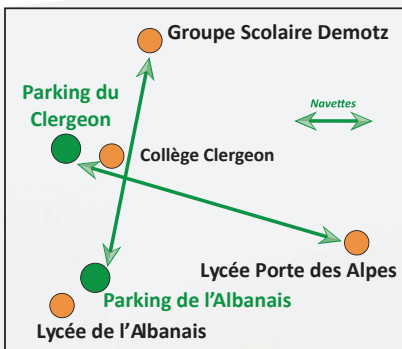 Groupe Scolaire Demotz
Parking du
Clergeon
Navettes
Collège Clergeon
Lycée Porte des Alpes
Parking de l'Albanais
Lycée de l'Albanais